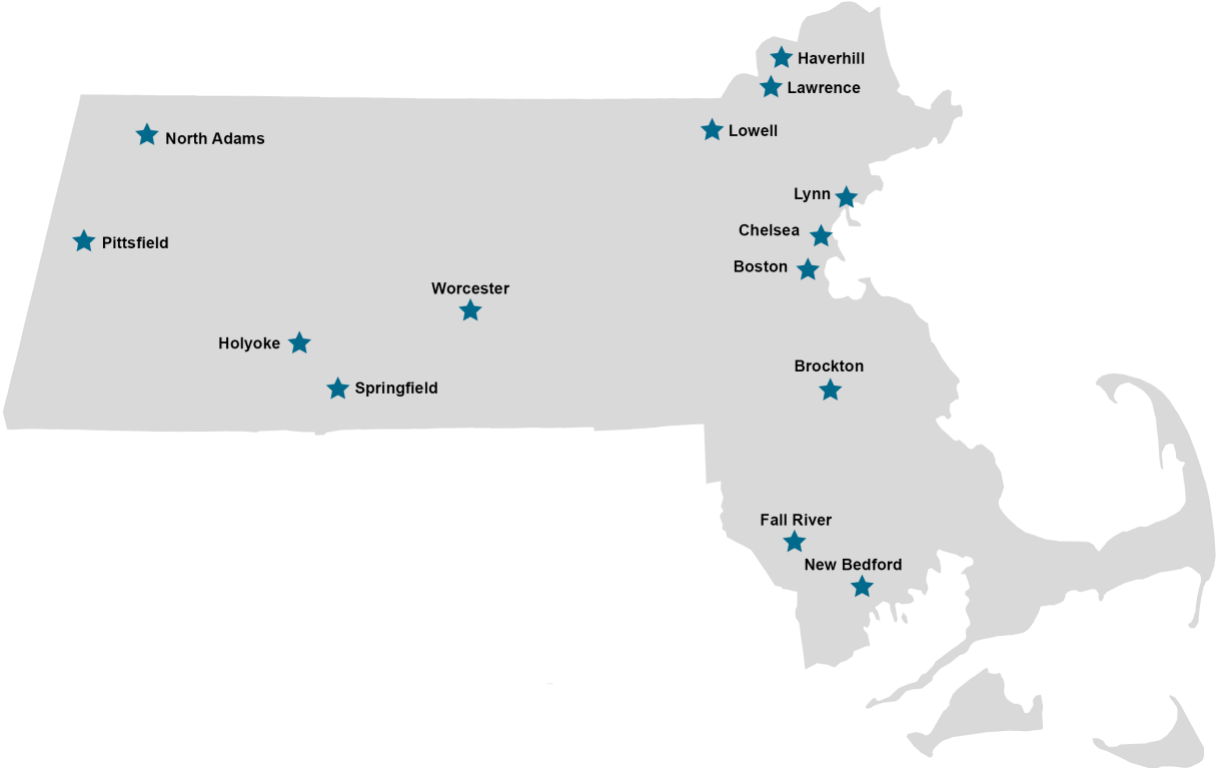 Haverhill
Lawrence
Lowell
North Adams
Lynn
Chelsea
Pittsfield
Boston
Worcester
Holyoke
Brockton
Springfield
Fall River
New Bedford